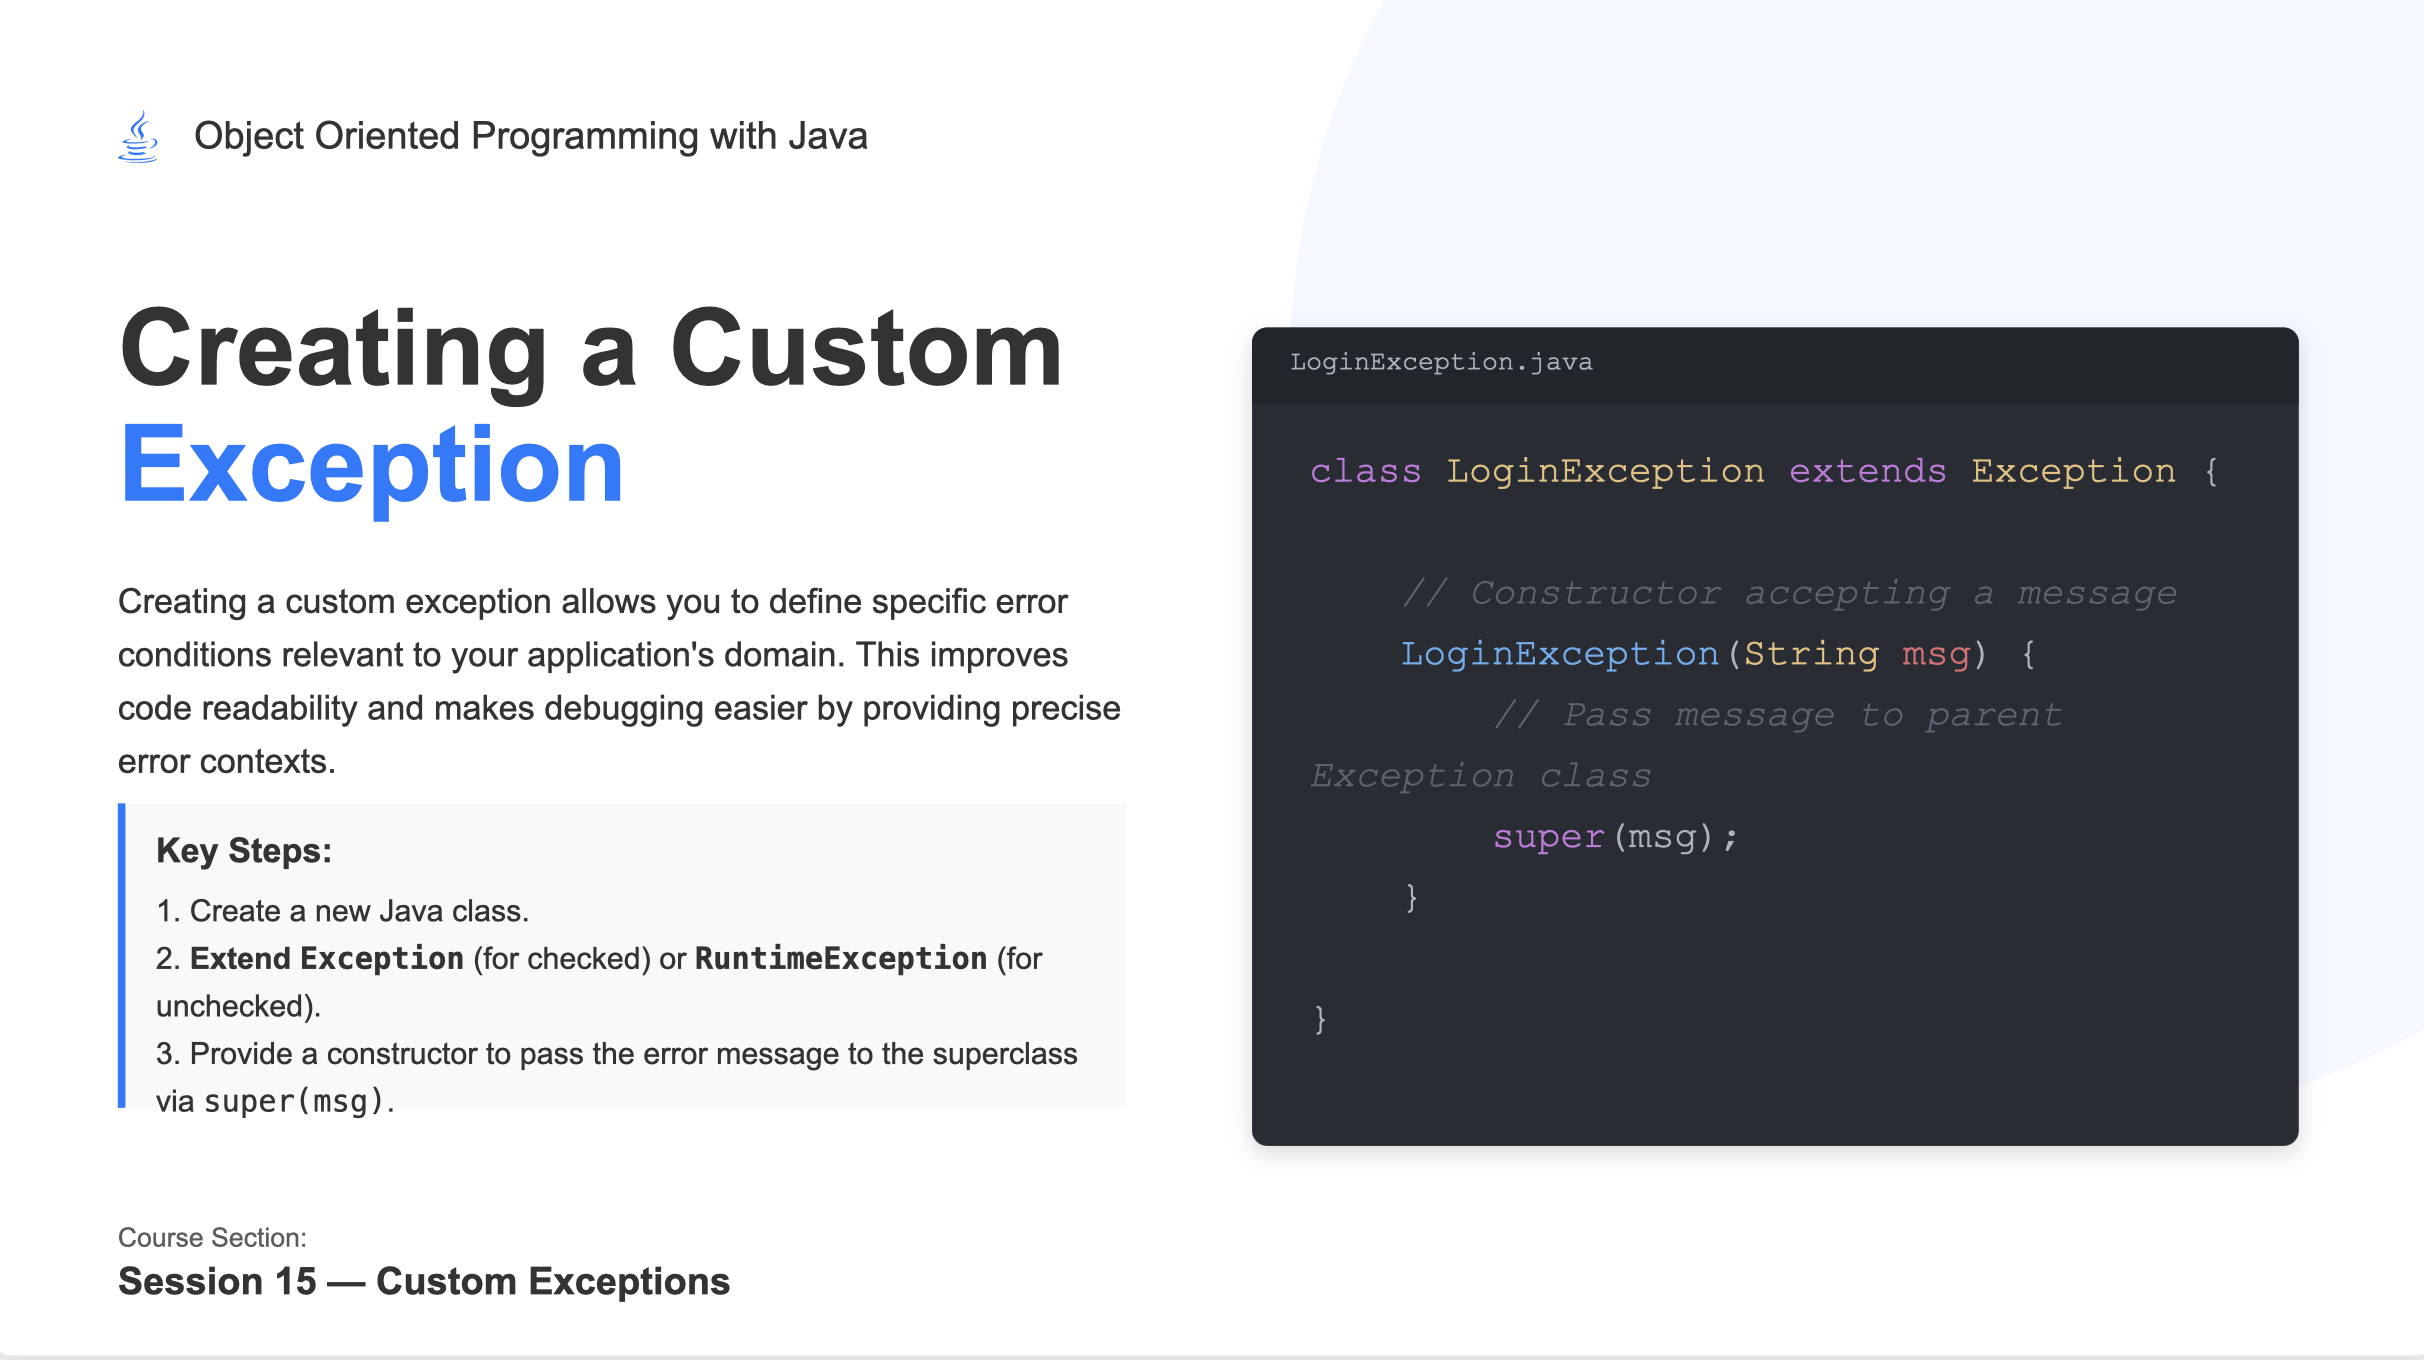 Object Oriented Programming with Java
Creating a Custom
Exception
Creating a custom exception allows you to define specific error
conditions relevant to your application's domain. This improves
code readability and makes debugging easier by providing precise
error contexts.
Key Steps:
1. Create a new Java class.
2. Extend Exception (for checked) or RuntimeException (for
unchecked).
3. Provide a constructor to pass the error message to the superclass
via super(msg).
Course Section:
Session 15 — Custom Exceptions
LoginException.java
class LoginException extends Exception {
    // Constructor accepting a message
    LoginException(String msg) {
        // Pass message to parent
Exception class
        super(msg);
    }
}